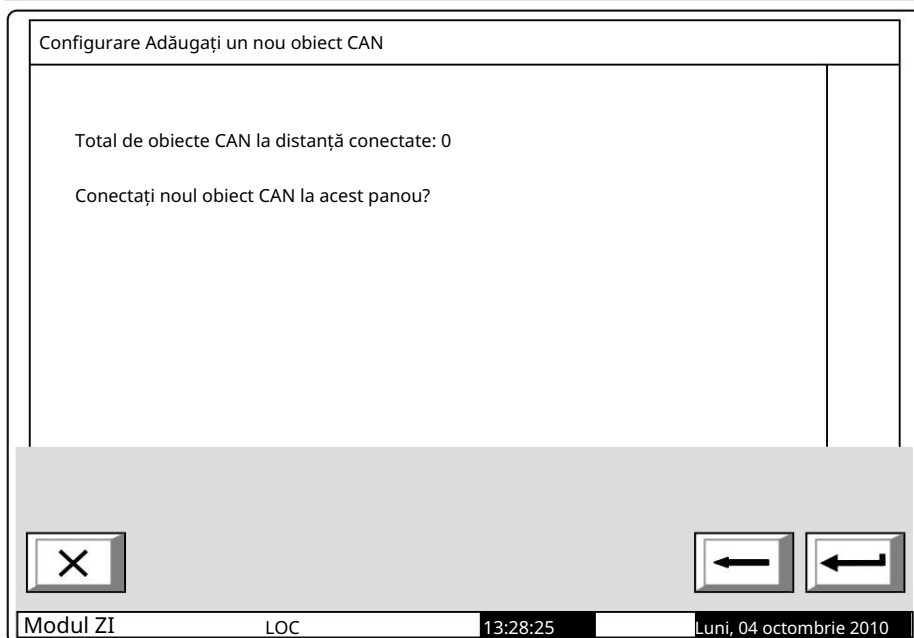 Configurare Adăugați un nou obiect CAN
Total de obiecte CAN la distanță conectate: 0
Conectați noul obiect CAN la acest panou?
Modul ZI LOC 13:28:25 Luni, 04 octombrie 2010